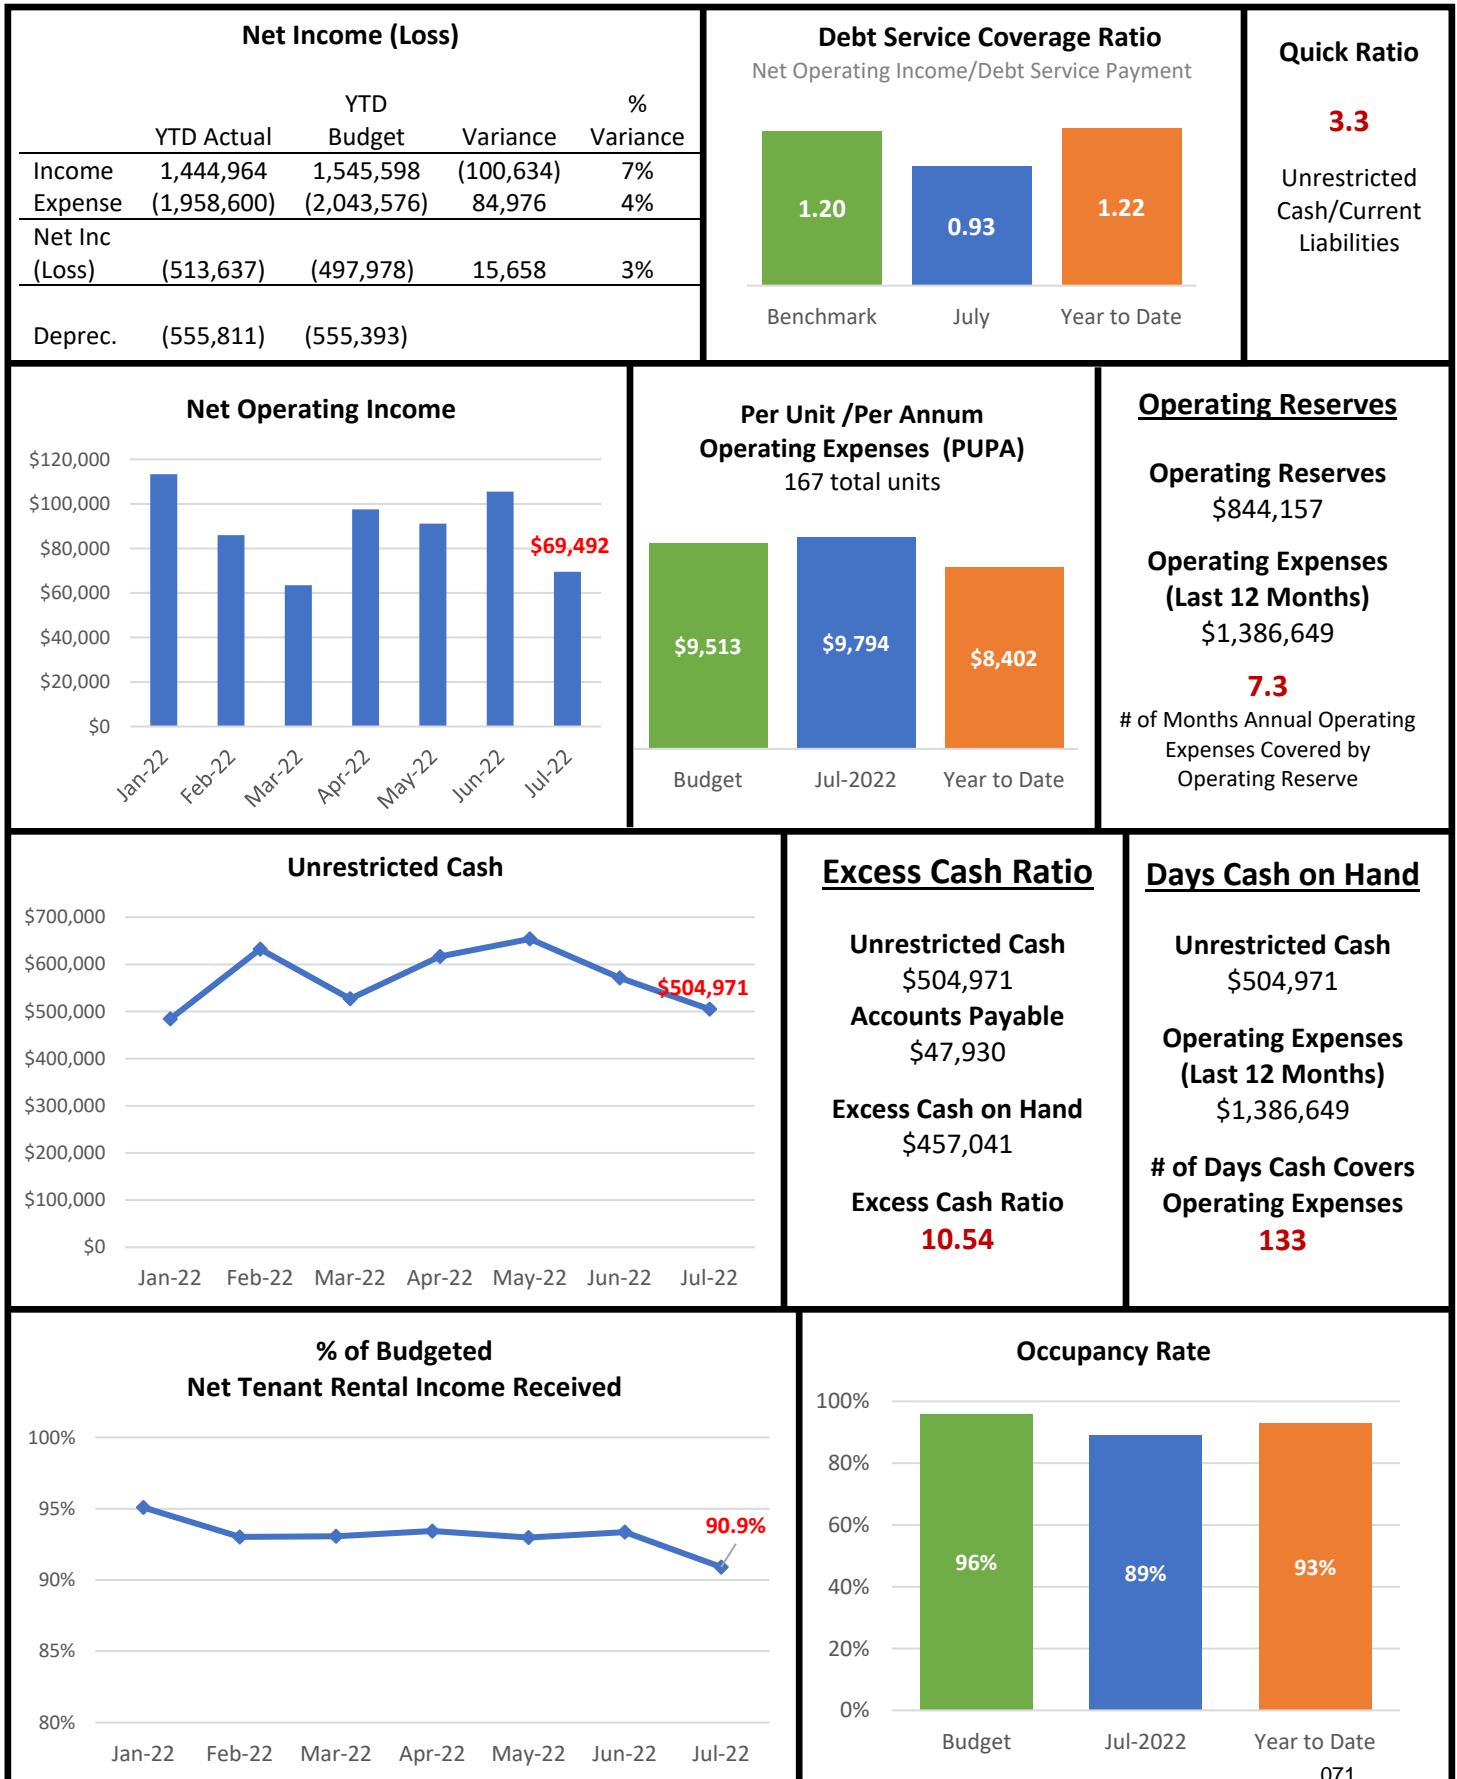 Net Income (Loss)
YTD %
YTD Actual Budget Variance Variance
Income 1,444,964 1,545,598 (100,634) 7%
Expense (1,958,600) (2,043,576) 84,976 4%
Net Inc
(Loss) (513,637) (497,978) 15,658 3%
Deprec. (555,811) (555,393)
Debt Service Coverage Ratio
Net Operating Income/Debt Service Payment
1.20
0.93
1.22
Benchmark July Year to Date
Quick Ratio
3.3
Unrestricted
Cash/Current
Liabilities
Net Operating Income
$120,000
$100,000
$80,000
$60,000
$40,000
$20,000
$0
$69,492
Jan-22 Feb-22 Mar-22 Apr-22 May-22 Jun-22 Jul-22
Per Unit /Per Annum
Operating Expenses (PUPA)
167 total units
$9,513
$9,794
$8,402
Budget Jul-2022 Year to Date
Operating Reserves
Operating Reserves
$844,157
Operating Expenses
(Last 12 Months)
$1,386,649
7.3
# of Months Annual Operating
Expenses Covered by
Operating Reserve
Unrestricted Cash
$700,000
$600,000
$500,000
$400,000
$300,000
$200,000
$100,000
$0
$504,971
Jan-22 Feb-22 Mar-22 Apr-22 May-22 Jun-22 Jul-22
Excess Cash Ratio
Unrestricted Cash
$504,971
Accounts Payable
$47,930
Excess Cash on Hand
$457,041
Excess Cash Ratio
10.54
Days Cash on Hand
Unrestricted Cash
$504,971
Operating Expenses
(Last 12 Months)
$1,386,649
# of Days Cash Covers
Operating Expenses
133
% of Budgeted
Net Tenant Rental Income Received
100%
95%
90%
85%
80%
90.9%
Jan-22 Feb-22 Mar-22 Apr-22 May-22 Jun-22 Jul-22
Occupancy Rate
100%
80%
60%
40%
20%
0%
96%
89%
93%
Budget Jul-2022 Year to Date
071